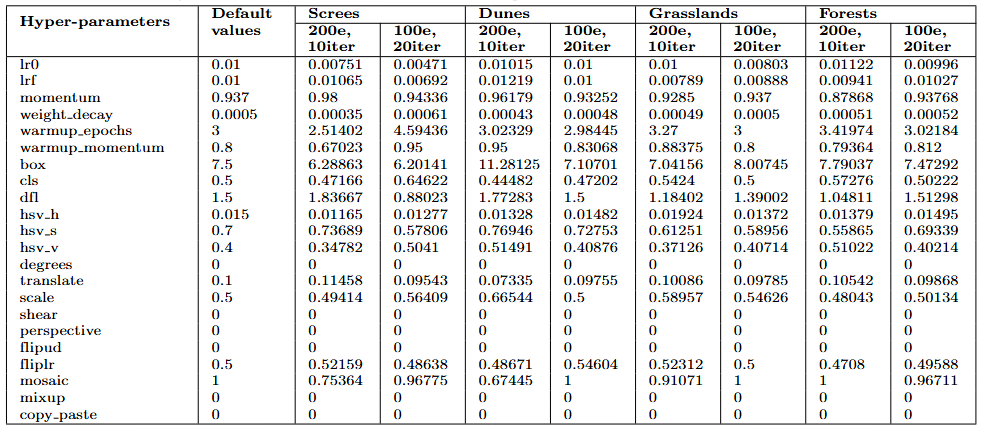 Hyper-parameters Default Screes Dunes Grasslands Forests
values 200e, 100e, 200e, 100e, 200e, 100e, 200e, 100e,
10iter 20iter 10iter 20iter 10iter 20iter 10iter 20iter
lr0 0.01 0.00751 0.00471 0.01015 0.01 0.01 0.00803 0.01122 0.00996
lrf 0.01 0.01065 0.00692 0.01219 0.01 0.00789 0.00888 0.00941 0.01027
momentum 0.937 0.98 0.94336 0.96179 0.93252 0.9285 0.937 0.87868 0.93768
weight_decay 0.0005 0.00035 0.00061 0.00043 0.00048 0.00049 0.0005 0.00051 0.00052
warmup_epochs 3 2.51402 4.59436 3.02329 2.98445 3.27 3 3.41974 3.02184
warmup_momentum 0.8 0.67023 0.95 0.95 0.83068 0.88375 0.8 0.79364 0.812
box 7.5 6.28863 6.20141 11.28125 7.10701 7.04156 8.00745 7.79037 7.47292
cls 0.5 0.47166 0.64622 0.44482 0.47202 0.5424 0.5 0.57276 0.50222
dfl 1.5 1.83667 0.88023 1.77283 1.5 1.18402 1.39002 1.04811 1.51298
hsv_h 0.015 0.01165 0.01277 0.01328 0.01482 0.01924 0.01372 0.01379 0.01495
hsv_s 0.7 0.73689 0.57806 0.76946 0.72753 0.61251 0.58956 0.55865 0.69339
hsv_v 0.4 0.34782 0.5041 0.51491 0.40876 0.37126 0.40714 0.51022 0.40214
degrees 0 0 0 0 0 0 0 0 0
translate 0.1 0.11458 0.09543 0.07335 0.09755 0.10086 0.09785 0.10542 0.09868
scale 0.5 0.49414 0.56409 0.66544 0.5 0.58957 0.54626 0.48043 0.50134
shear 0 0 0 0 0 0 0 0 0
perspective 0 0 0 0 0 0 0 0 0
flipud 0 0 0 0 0 0 0 0 0
fliplr 0.5 0.52159 0.48638 0.48671 0.54604 0.52312 0.5 0.4708 0.49588
mosaic 1 0.75364 0.96775 0.67445 1 0.91071 1 1 0.96711
mixup 0 0 0 0 0 0 0 0 0
copy_paste 0 0 0 0 0 0 0 0 0